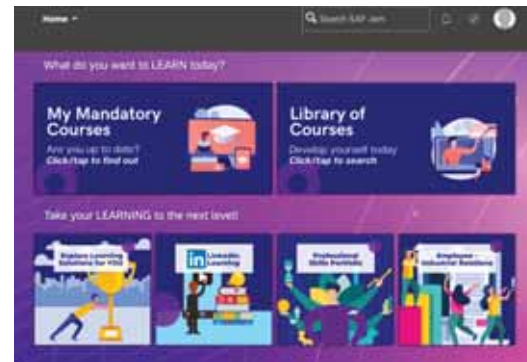 Home
Search SAP Jam
What do you want to LEARN today?
My Mandatory
Courses
Are you up to date?
Click/tap to find out
Library of
Courses
Develop yourself today
Click/tap to search
Take your LEARNING to the next level!
Explore Learning
Solutions for YOU
in LinkedIn
Learning
Professional
Skills Portfolio
Employee -
Industrial Relations